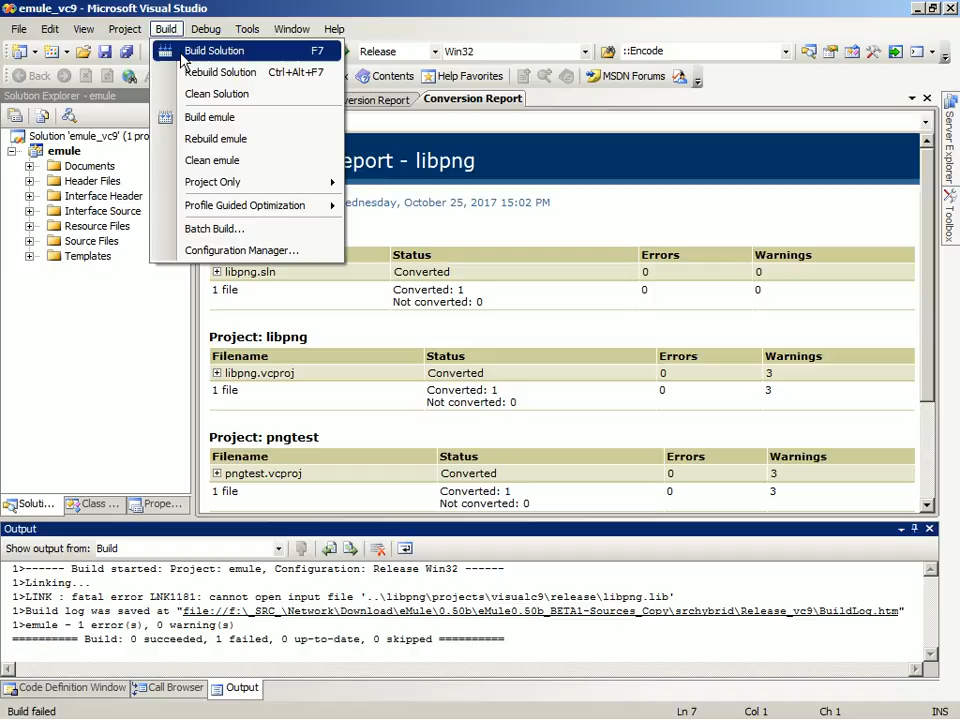 emule_vc9 - Microsoft Visual Studio
File Edit View Project Build Debug Tools Window Help
Release Win32 ::Encode
Back Contents Help Favorites MSDN Forums
Solution Explorer - emule
Build Solution F7
Rebuild Solution Ctrl+Alt+F7
Clean Solution
Build emule
Rebuild emule
Clean emule
Project Only
Profile Guided Optimization
Batch Build...
Configuration Manager...
Solution 'emule_vc9' (1 pro
emule
Documents
Header Files
Interface Header
Interface Source
Resource Files
Source Files
Templates
Soluti... Class ... Prope...
version Report Conversion Report
eport - libpng
ednesday, October 25, 2017 15:02 PM
Status Errors Warnings
libpng.sln Converted 0 0
1 file Converted: 1 0 0
Not converted: 0
Project: libpng
Filename Status Errors Warnings
libpng.vcproj Converted 0 3
1 file Converted: 1 0 3
Not converted: 0
Project: pngtest
Filename Status Errors Warnings
pngtest.vcproj Converted 0 3
1 file Converted: 1 0 3
Not converted: 0
Server Explorer
Toolbox
Output
Show output from: Build
1>------ Build started: Project: emule, Configuration: Release Win32 ------
1>Linking...
1>LINK : fatal error LNK1181: cannot open input file '..\libpng\projects\visualc9\release\libpng.lib'
1>Build log was saved at "file://f:\_SRC_\Network\Download\eMule\0.50b\eMule0.50b_BETA1-Sources_Copy\srchybrid\Release_vc9\BuildLog.htm"
1>emule - 1 error(s), 0 warning(s)
========== Build: 0 succeeded, 1 failed, 0 up-to-date, 0 skipped ==========
Code Definition Window Call Browser Output
Build failed Ln 7 Col 1 Ch 1 INS